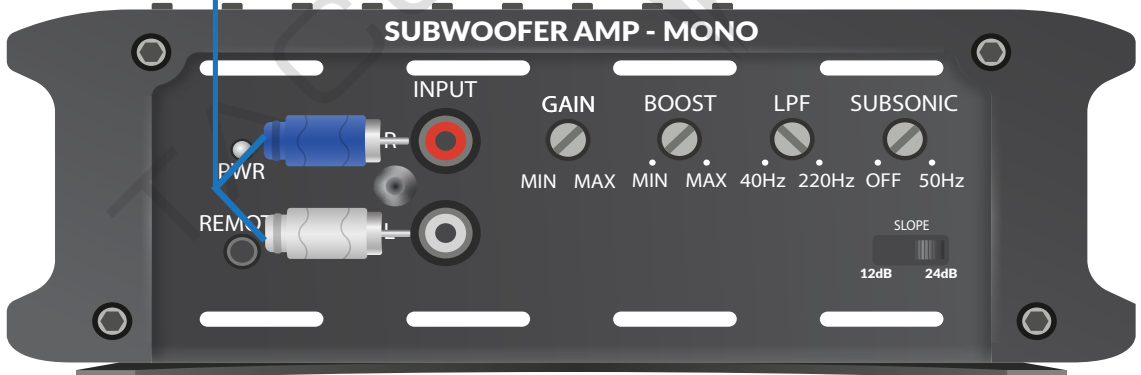 SUBWOOFER AMP - MONO
INPUT
GAIN BOOST LPF SUBSONIC
R
PWR
MIN MAX MIN MAX 40Hz 220Hz OFF 50Hz
REMOT
L
SLOPE
12dB 24dB